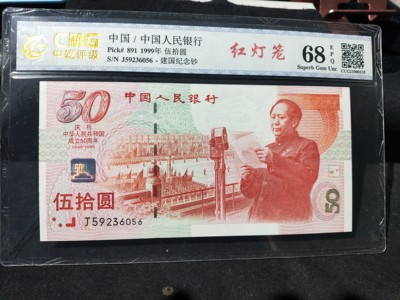 CMG
中乾评级
中国 / 中国人民银行
Pick# 891 1999年 伍拾圆
S/N J59236056 - 建国纪念钞
红灯笼
68 EPQ
Superb Gem Unc
50
中国人民银行
庆祝
中华人民共和国
成立50周年
伍拾圆
J59236056
50